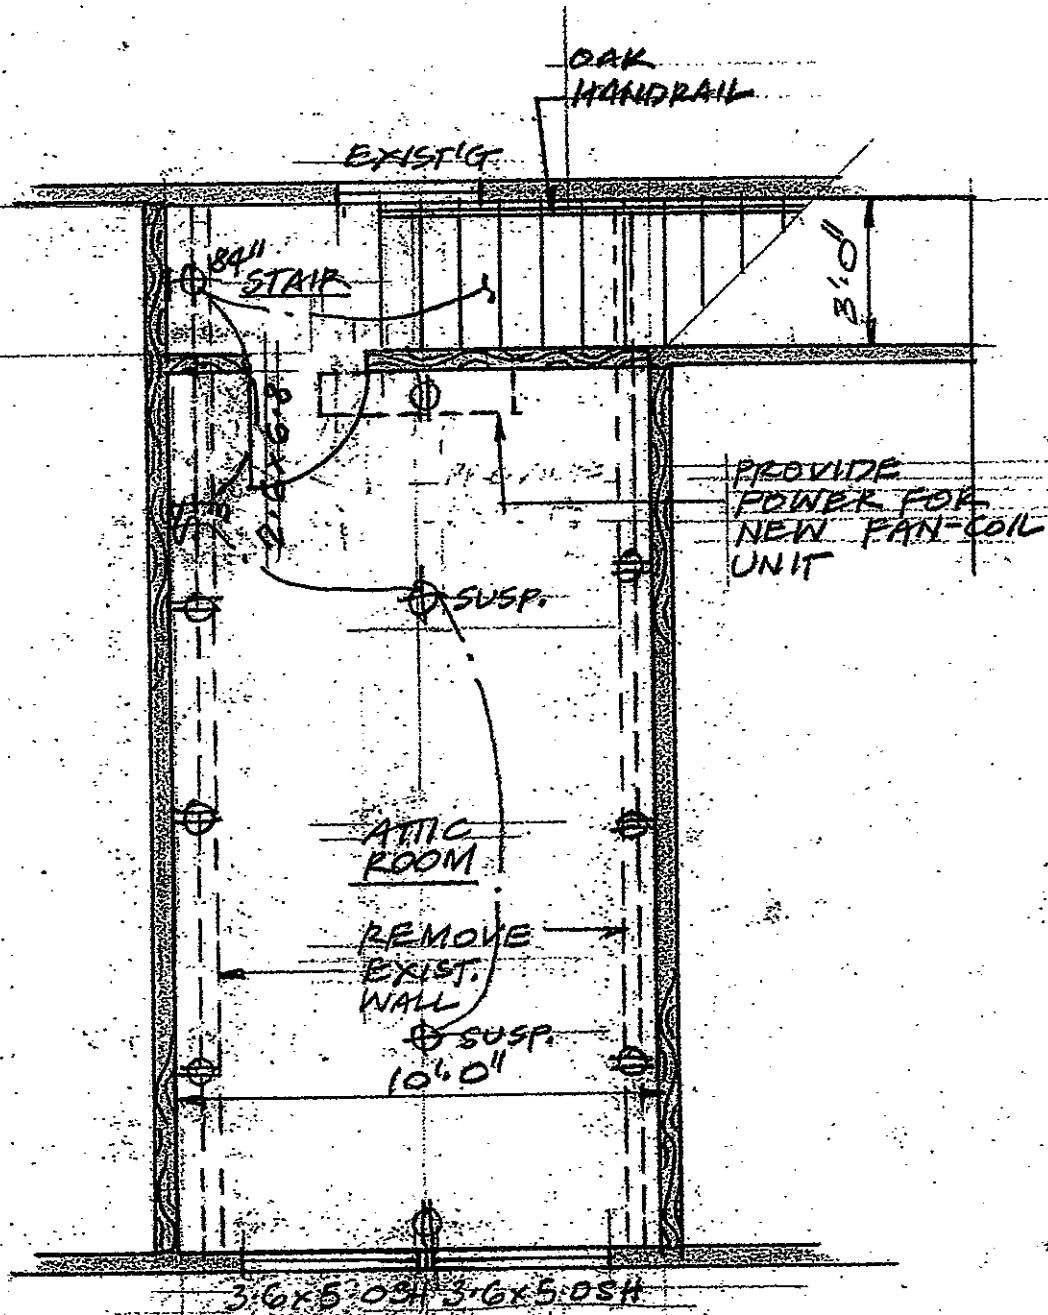 OAK
HANDRAIL
EXIST'G
84"
STAIR
3'-0"
PROVIDE
POWER FOR
NEW FAN-COIL
UNIT
SUSP.
ATTIC
ROOM
REMOVE
EXIST.
WALL
SUSP.
10'-0"
3-6x5-0SH 3-6x5-0SH